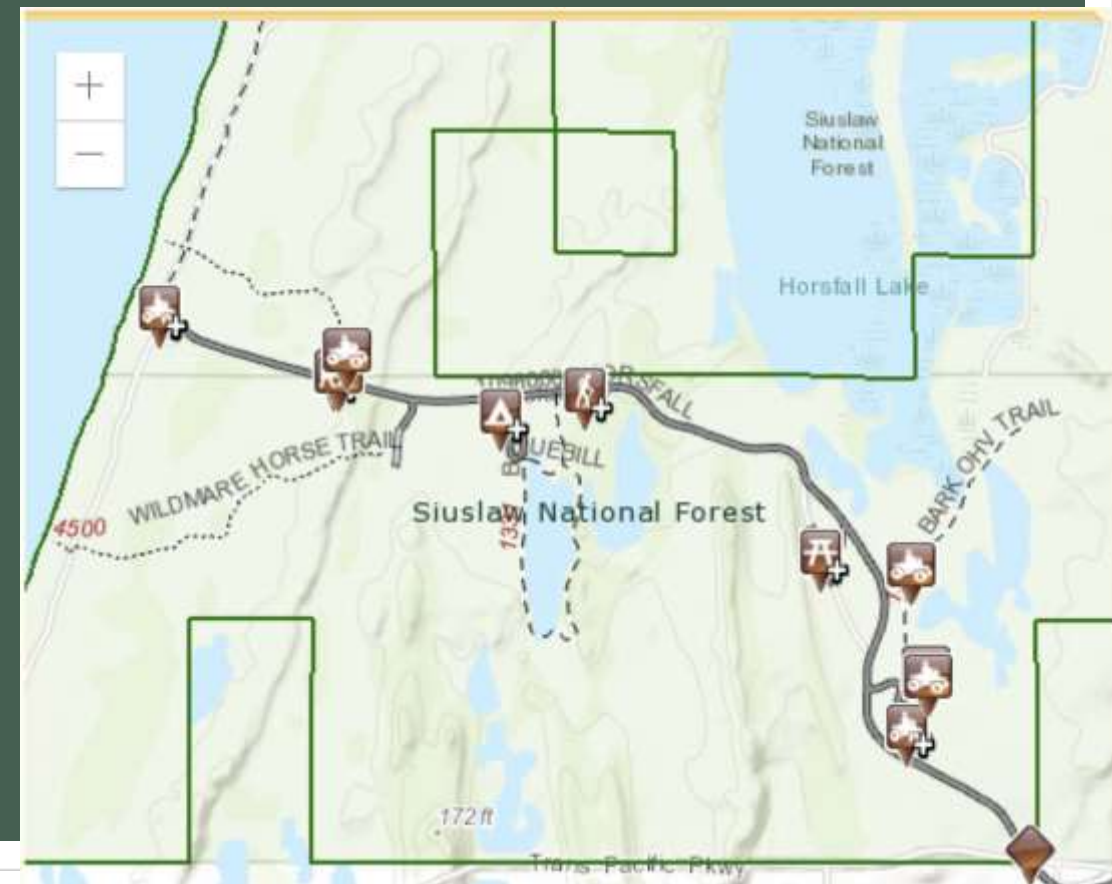 +
−
Siuslaw
National
Forest
Horsfall Lake
BARK OHV TRAIL
WILDMARE HORSE TRAIL
4500
Siuslaw National Forest
172 ft
Trans Pacific Pkwy